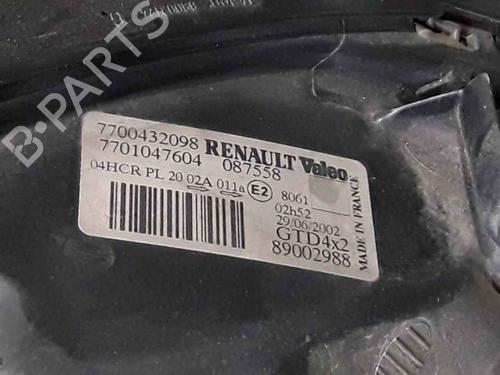 7700432098 RENAULT Valeo
7701047604 087558
04HCR PL 20 02A 011a E2 8061
02h52
29/06/2002
GTD4x2
89002988
MADE IN FRANCE
B-PARTS